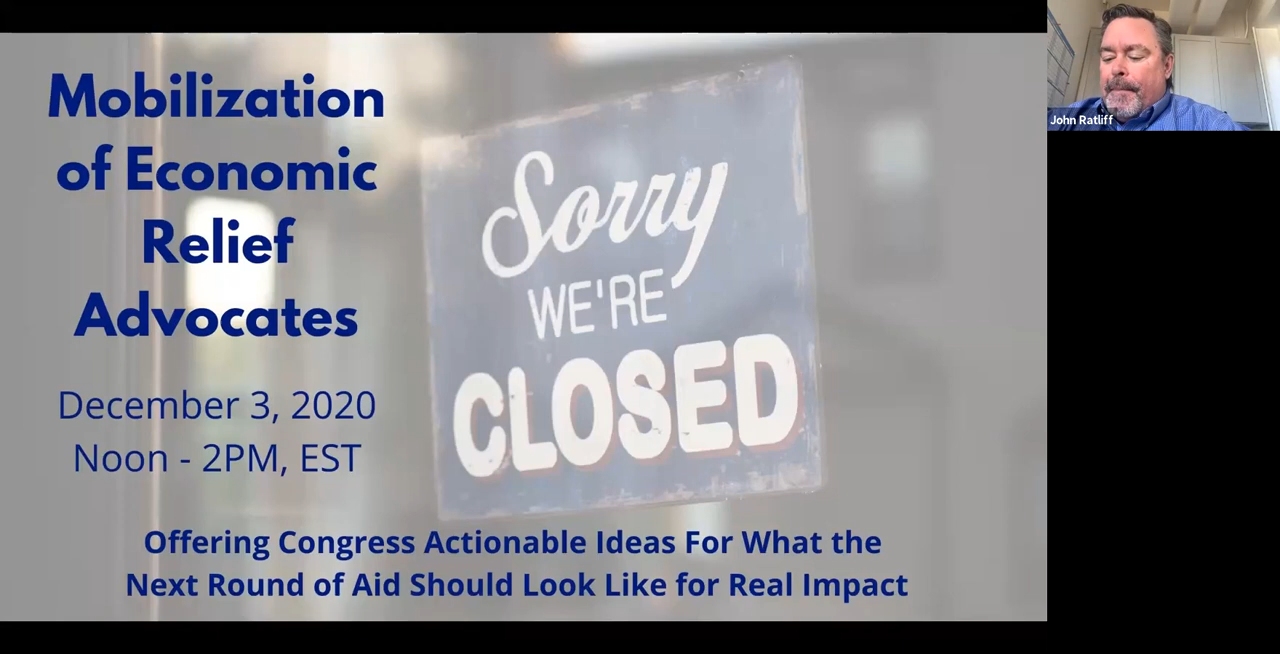 Mobilization
of Economic
Relief
Advocates
December 3, 2020
Noon - 2PM, EST
Sorry
WE'RE
CLOSED
Offering Congress Actionable Ideas For What the
Next Round of Aid Should Look Like for Real Impact
John Ratliff